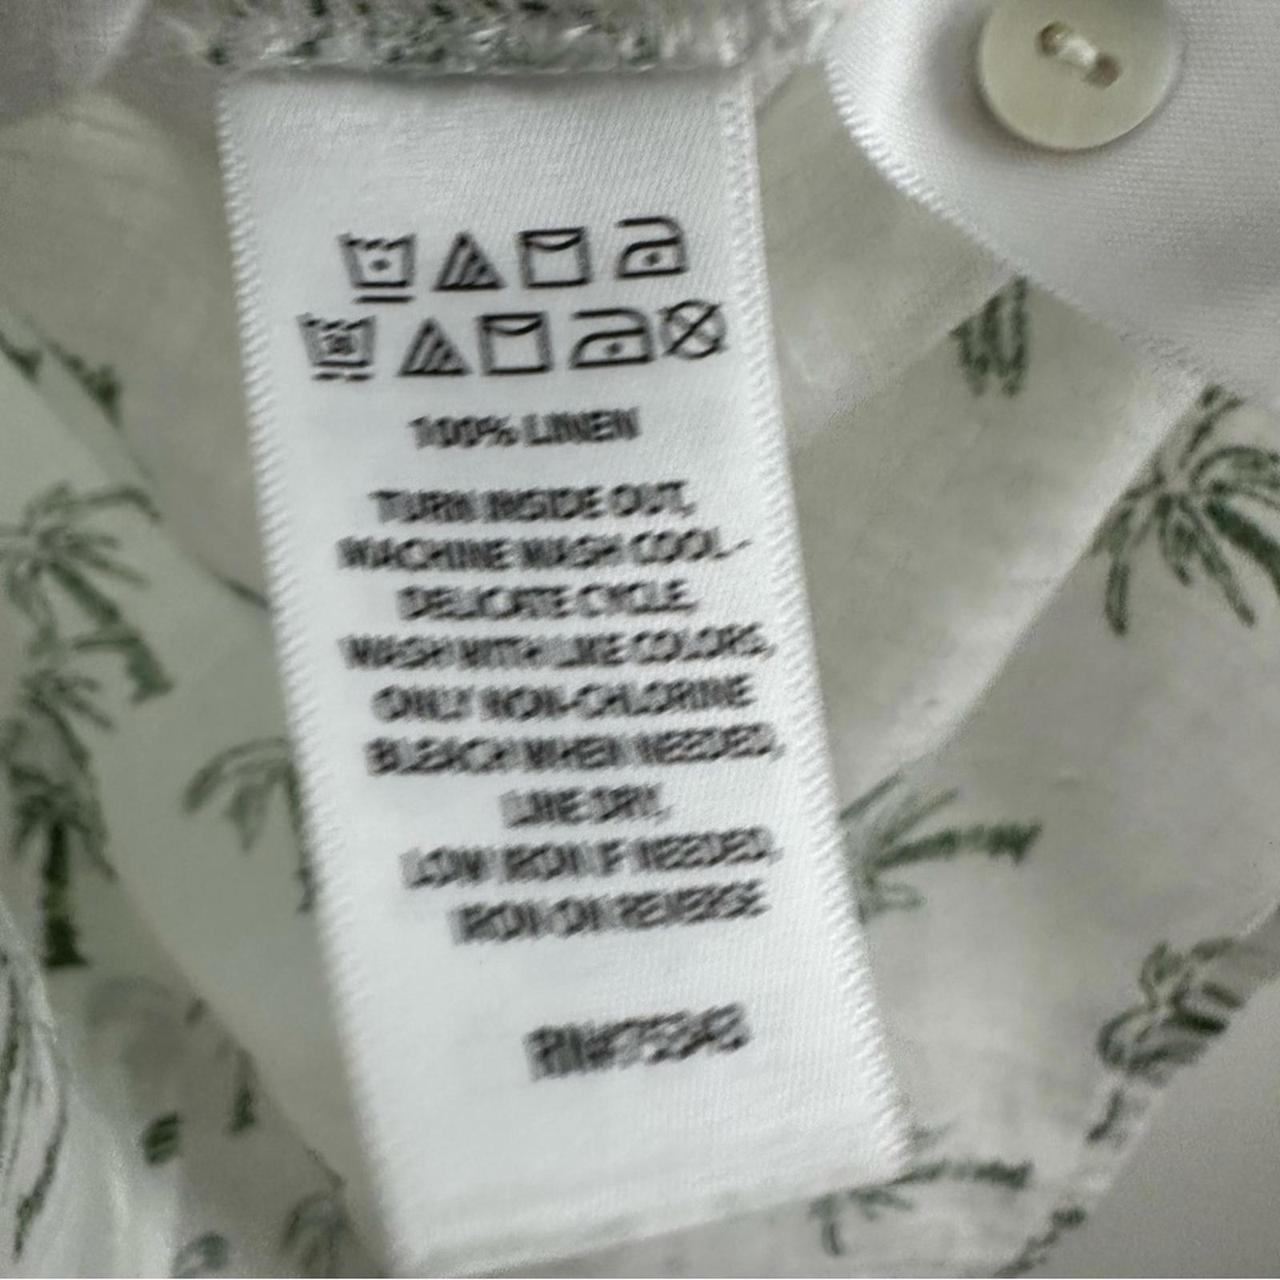 100% LINEN
TURN INSIDE OUT,
MACHINE WASH COOL-
DELICATE CYCLE,
WASH WITH LIKE COLORS,
ONLY NON-CHLORINE
BLEACH WHEN NEEDED,
LINE DRY,
LOW IRON IF NEEDED,
IRON ON REVERSE